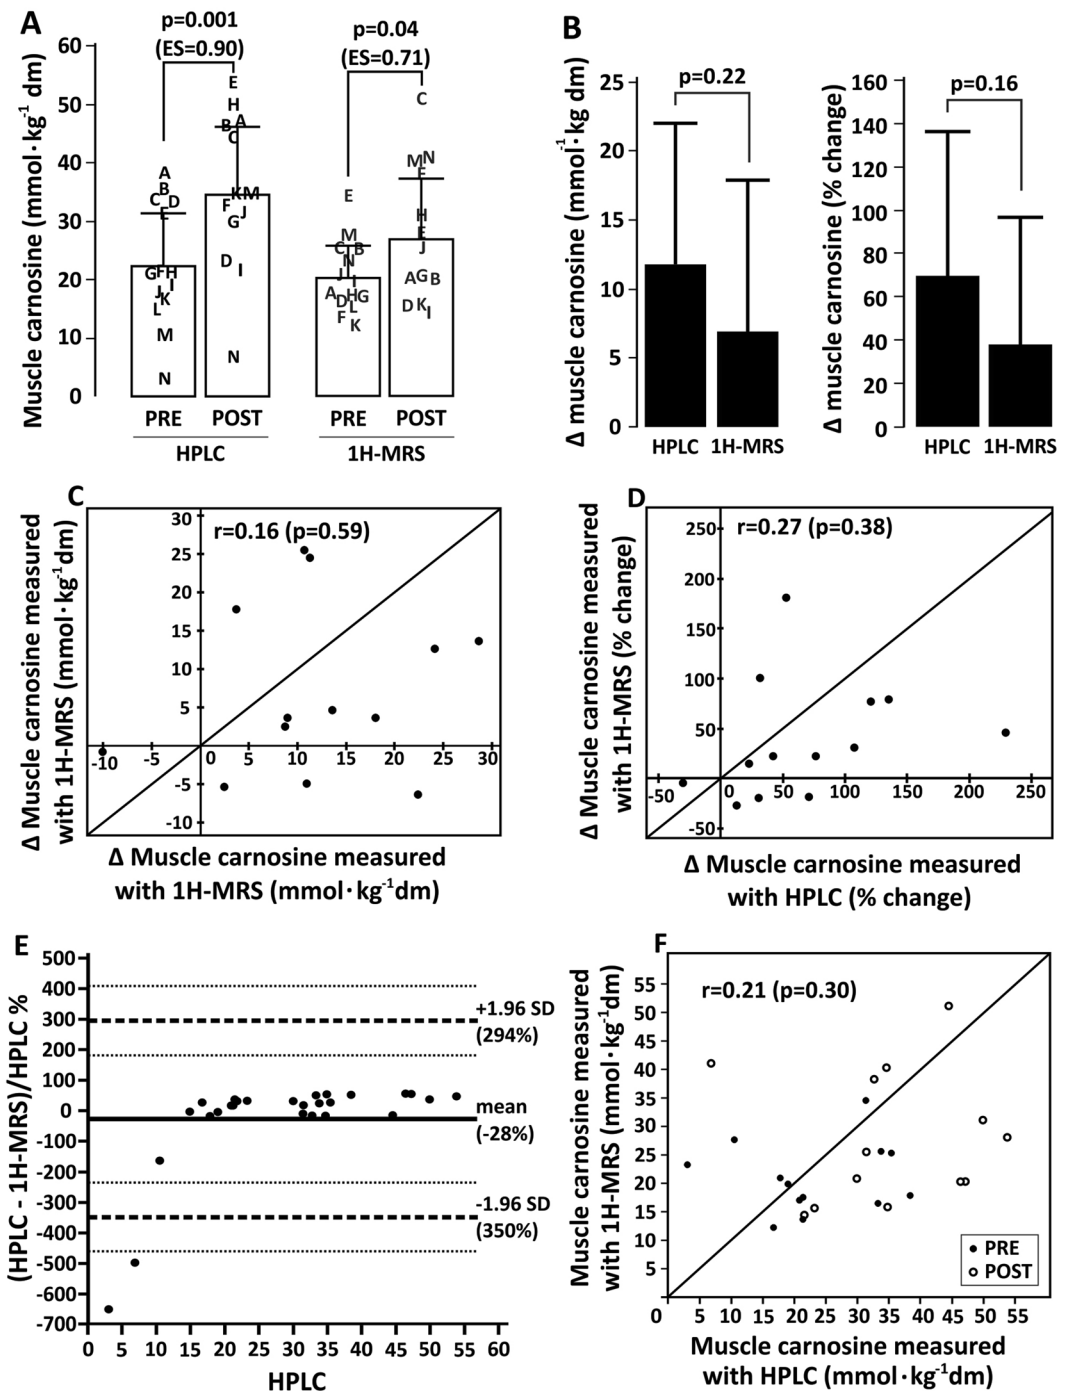 A
p=0.001
(ES=0.90)
p=0.04
(ES=0.71)
Muscle carnosine (mmol·kg-1 dm)
60
50
40
30
20
10
0
A
B
C D
E
G F H
I
J K
L
M
N
E
H
B A
C
K M
F J
G
D I
N
E
M
C B
N
J I
A D H G
L
F K
C
M N
F
H
E
J
A G B
D K I
PRE POST PRE POST
HPLC 1H-MRS
B
p=0.22
Δ muscle carnosine (mmol-1·kg dm)
25
20
15
10
5
0
HPLC 1H-MRS
p=0.16
Δ muscle carnosine (% change)
160
140
120
100
80
60
40
20
0
HPLC 1H-MRS
C
r=0.16 (p=0.59)
Δ Muscle carnosine measured
with 1H-MRS (mmol·kg-1dm)
30
25
20
15
10
5
-5
-10
-10 -5 0 5 10 15 20 25 30
Δ Muscle carnosine measured
with 1H-MRS (mmol·kg-1dm)
D
r=0.27 (p=0.38)
Δ Muscle carnosine measured
with 1H-MRS (% change)
250
200
150
100
50
-50
-50 0 50 100 150 200 250
Δ Muscle carnosine measured
with HPLC (% change)
E
(HPLC - 1H-MRS)/HPLC %
500
400
300
200
100
0
-100
-200
-300
-400
-500
-600
-700
+1.96 SD
(294%)
mean
(-28%)
-1.96 SD
(350%)
0 5 10 15 20 25 30 35 40 45 50 55 60
HPLC
F
r=0.21 (p=0.30)
Muscle carnosine measured
with 1H-MRS (mmol·kg-1dm)
55
50
45
40
35
30
25
20
15
10
5
PRE
POST
0 5 10 15 20 25 30 35 40 45 50 55
Muscle carnosine measured
with HPLC (mmol·kg-1dm)